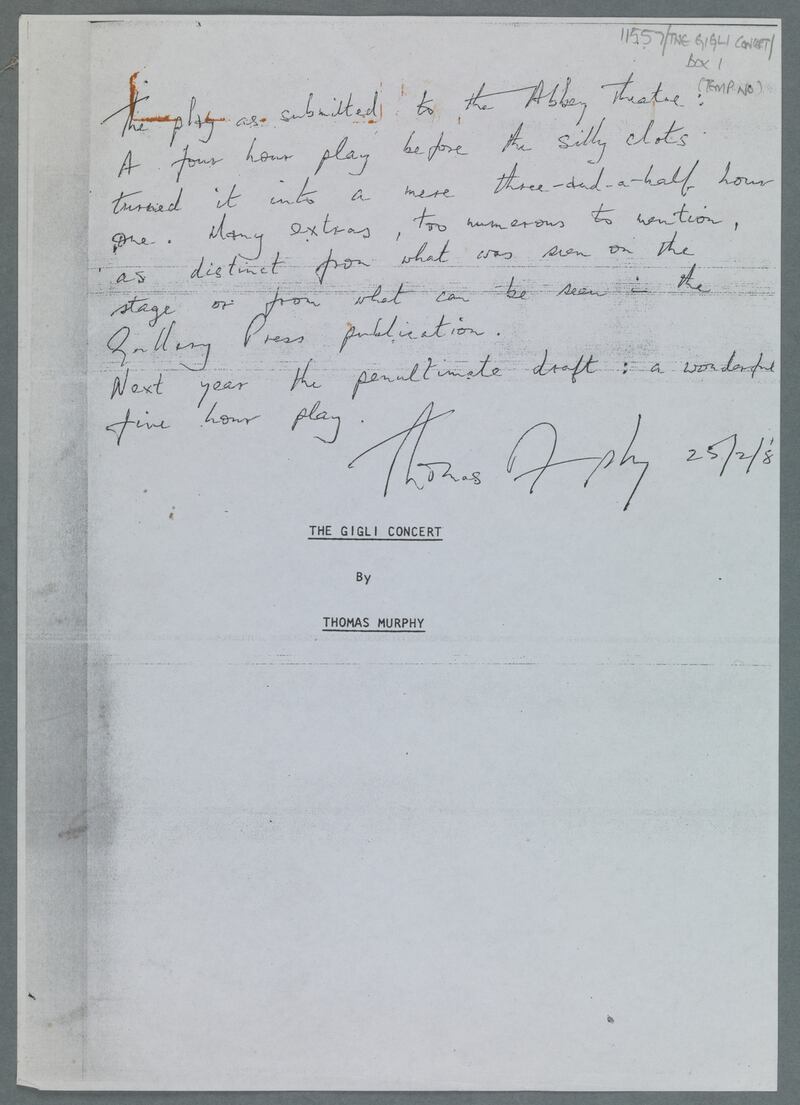 11557/THE GIGLI CONCERT/
BOX 1
(TEMP. NO)
The play as submitted to the Abbey Theatre:
A four hour play before the silly clots
turned it into a mere three-and-a-half hour
one. Many extras, too numerous to mention,
as distinct from what was seen on the
stage or from what can be seen in the
Gallery Press publication.
Next year the penultimate draft: a wonderful
five hour play.
Thomas Murphy 25/2/8
THE GIGLI CONCERT
By
THOMAS MURPHY